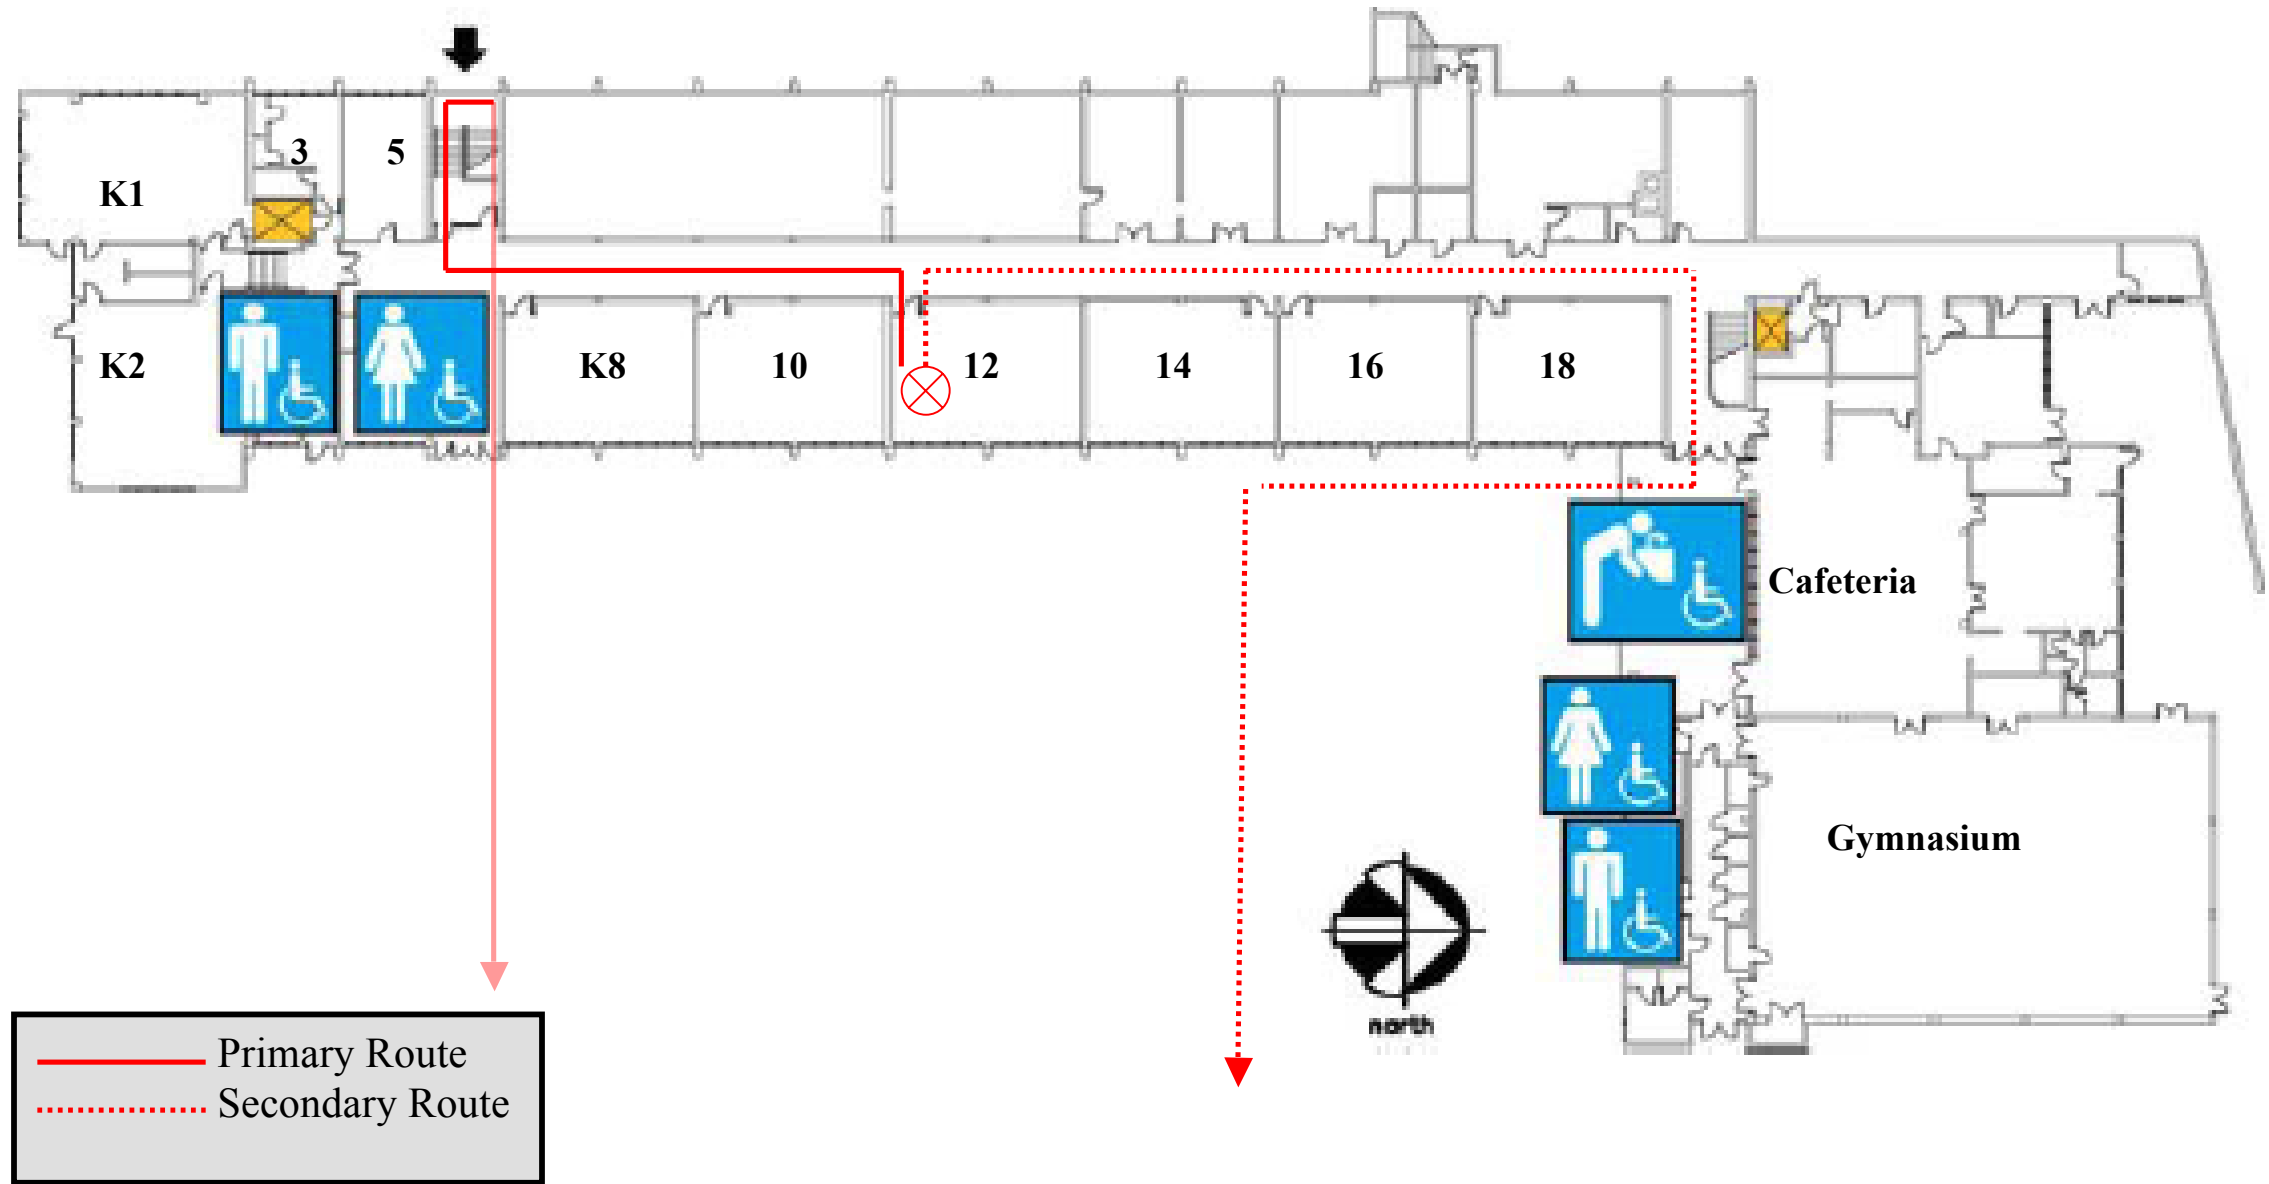 3
5
K1
K2
K8
10
12
14
16
18
Cafeteria
Gymnasium
north
Primary Route
Secondary Route